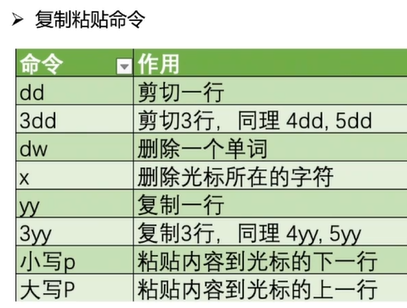 ➢ 复制粘贴命令
命令 作用
dd 剪切一行
3dd 剪切3行，同理 4dd, 5dd
dw 删除一个单词
x 删除光标所在的字符
yy 复制一行
3yy 复制3行，同理 4yy, 5yy
小写p 粘贴内容到光标的下一行
大写P 粘贴内容到光标的上一行